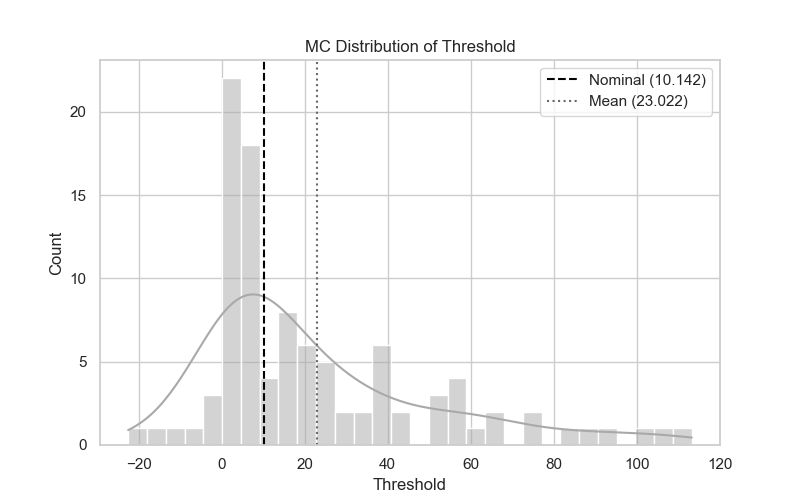 MC Distribution of Threshold
Nominal (10.142)
Mean (23.022)
Count
20
15
10
5
0
−20
0
20
40
60
80
100
120
Threshold